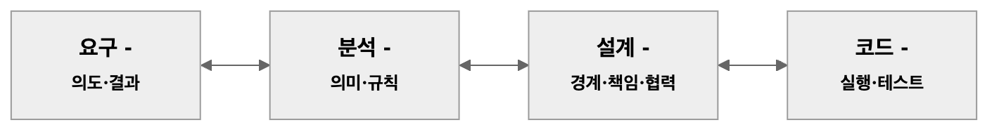 요구 -
의도·결과
분석 -
의미·규칙
설계 -
경계·책임·협력
코드 -
실행·테스트